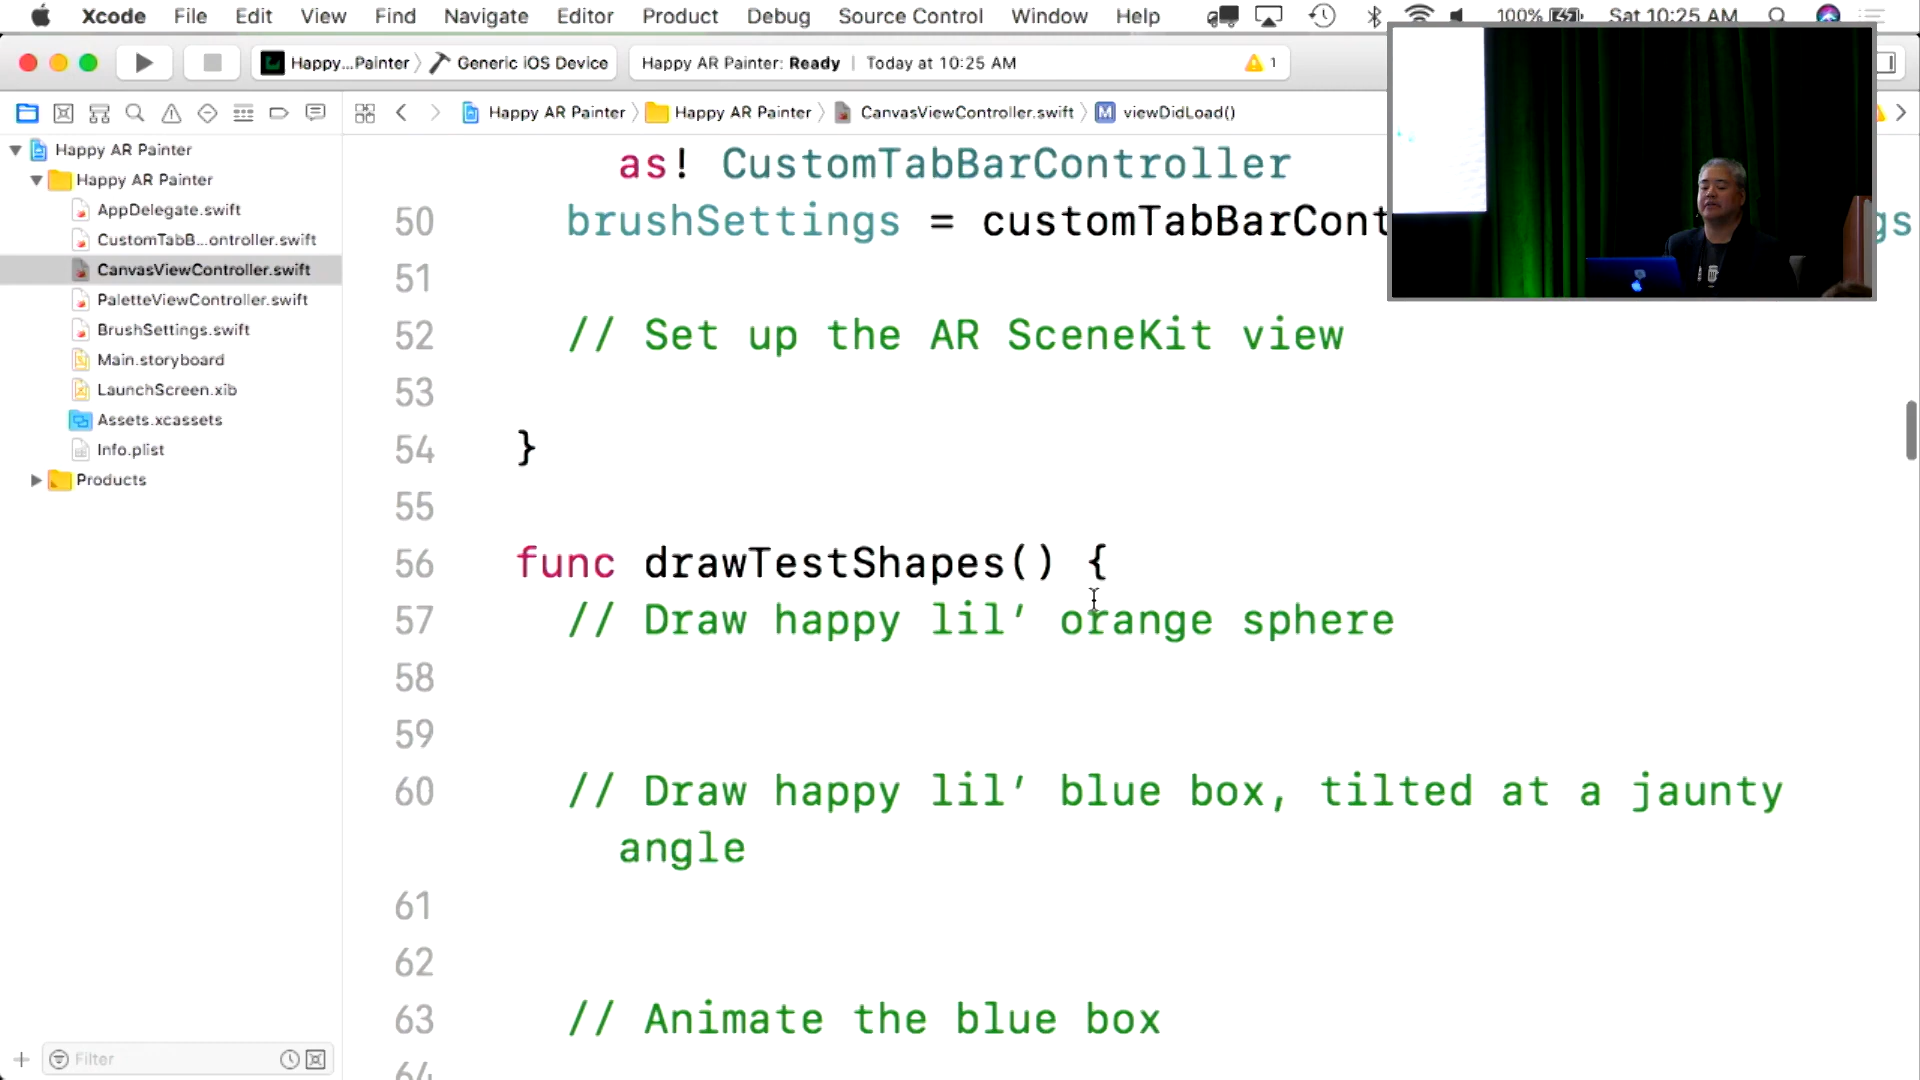 Xcode File Edit View Find Navigate Editor Product Debug Source Control Window Help 100% Sat 10:25 AM
Happy...Painter Generic iOS Device Happy AR Painter: Ready | Today at 10:25 AM 1
Happy AR Painter Happy AR Painter CanvasViewController.swift M viewDidLoad()
Happy AR Painter
Happy AR Painter
AppDelegate.swift
CustomTabB...ontroller.swift
CanvasViewController.swift
PaletteViewController.swift
BrushSettings.swift
Main.storyboard
LaunchScreen.xib
Assets.xcassets
Info.plist
Products
Filter
as! CustomTabBarController
50 brushSettings = customTabBarCont gs
51
52 // Set up the AR SceneKit view
53
54 }
55
56 func drawTestShapes() {
57 // Draw happy lil’ orange sphere
58
59
60 // Draw happy lil’ blue box, tilted at a jaunty
angle
61
62
63 // Animate the blue box
64